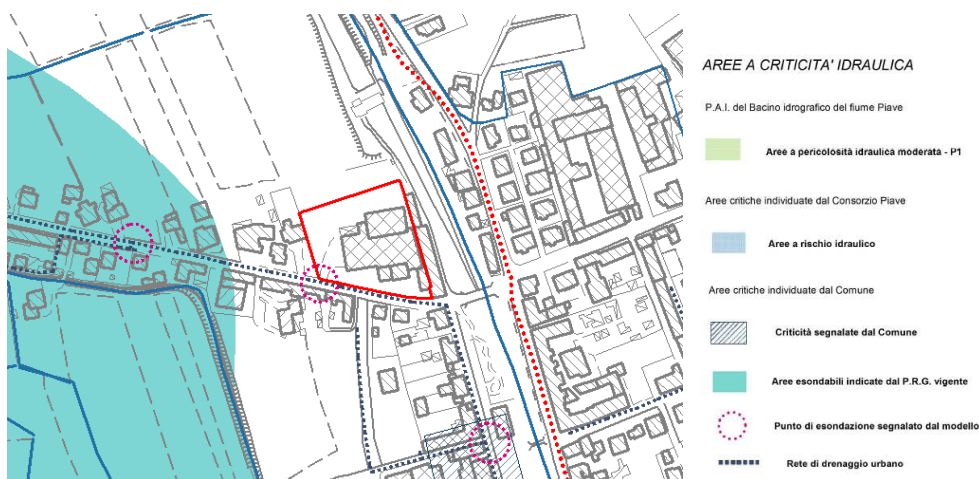 AREE A CRITICITA' IDRAULICA
P.A.I. del Bacino idrografico del fiume Piave
Aree a pericolosità idraulica moderata - P1
Aree critiche individuate dal Consorzio Piave
Aree a rischio idraulico
Aree critiche individuate dal Comune
Criticità segnalate dal Comune
Aree esondabili indicate dal P.R.G. vigente
Punto di esondazione segnalato dal modello
Rete di drenaggio urbano